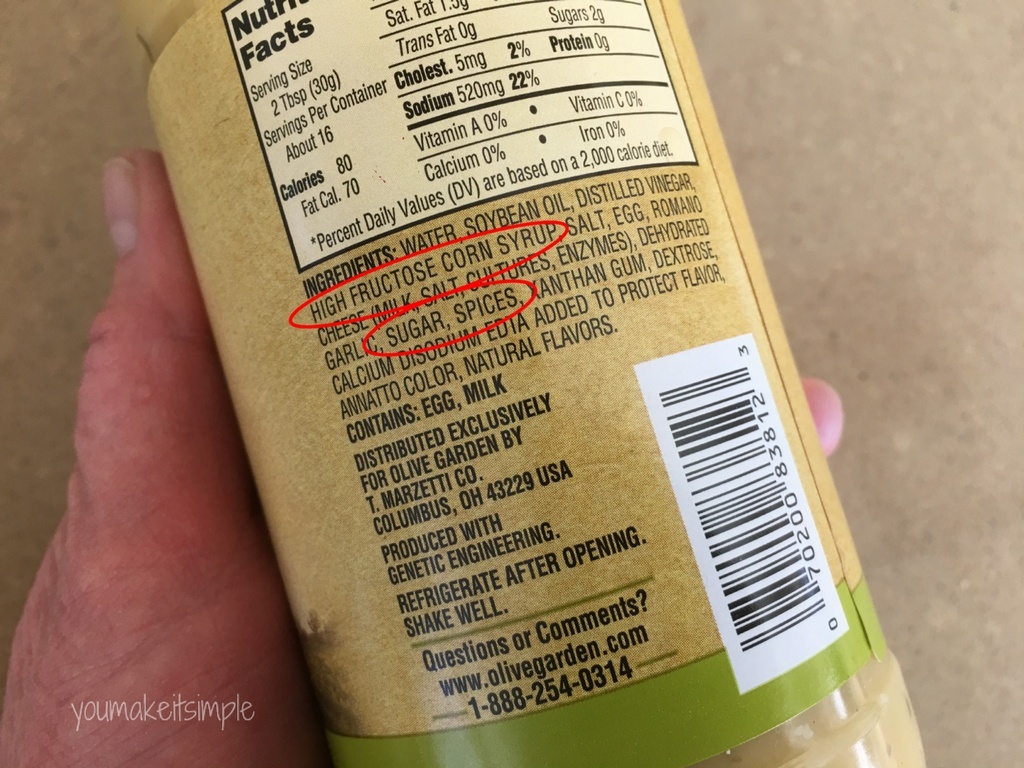 Facts
Serving Size
2 Tbsp (30g)
Servings Per Container
About 16
Calories 80
Fat Cal. 70
Sat. Fat 1.5g
Trans Fat 0g Sugars 2g
Cholest. 5mg 2% Protein 0g
Sodium 520mg 22%
Vitamin A 0% • Vitamin C 0%
Calcium 0% • Iron 0%
*Percent Daily Values (DV) are based on a 2,000 calorie diet.
INGREDIENTS: WATER, SOYBEAN OIL, DISTILLED VINEGAR,
HIGH FRUCTOSE CORN SYRUP, SALT, EGG, ROMANO
CHEESE (MILK, SALT, CULTURES, ENZYMES), DEHYDRATED
GARLIC, SUGAR, SPICES, XANTHAN GUM, DEXTROSE,
CALCIUM DISODIUM EDTA ADDED TO PROTECT FLAVOR,
ANNATTO COLOR, NATURAL FLAVORS.
CONTAINS: EGG, MILK
DISTRIBUTED EXCLUSIVELY
FOR OLIVE GARDEN BY
T. MARZETTI CO.
COLUMBUS, OH 43229 USA
PRODUCED WITH
GENETIC ENGINEERING.
REFRIGERATE AFTER OPENING.
SHAKE WELL.
Questions or Comments?
www.olivegarden.com
1-888-254-0314
0 70200 83812 3
youmakeitsimple